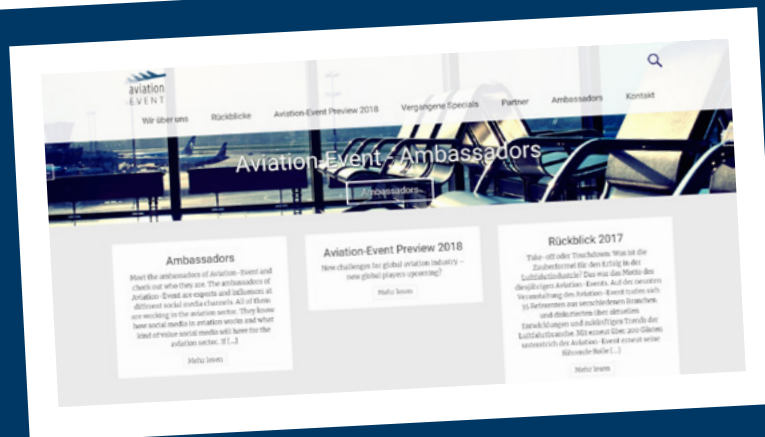 aviation
EVENT
Wir über uns Rückblicke Aviation-Event Preview 2018 Vergangene Specials Partner Ambassadors Kontakt
Aviation-Event - Ambassadors
Ambassadors
Ambassadors
Meet the ambassadors of Aviation-Event and
check out who they are. The ambassadors of
Aviation-Event are experts and influencers at
different social media channels. All of them
are working in the aviation sector. They know
how social media in aviation works and what
kind of value social media will have for the
aviation sector. If [...]
Mehr lesen
Aviation-Event Preview 2018
New challenges for global aviation industry –
new global players upcoming?
Mehr lesen
Rückblick 2017
Take-off oder Touchdown: Was ist die
Zauberformel für den Erfolg in der
Luftfahrtindustrie? Das war das Motto des
diesjährigen Aviation-Events. Auf der neunten
Veranstaltung des Aviation-Event trafen sich
35 Referenten aus verschiedenen Branchen
und diskutierten über aktuellen
Entwicklungen und zukünftigen Trends der
Luftfahrtbranche. Mit erneut über 200 Gästen
unterstrich der Aviation-Event erneut seine
führende Rolle [...]
Mehr lesen